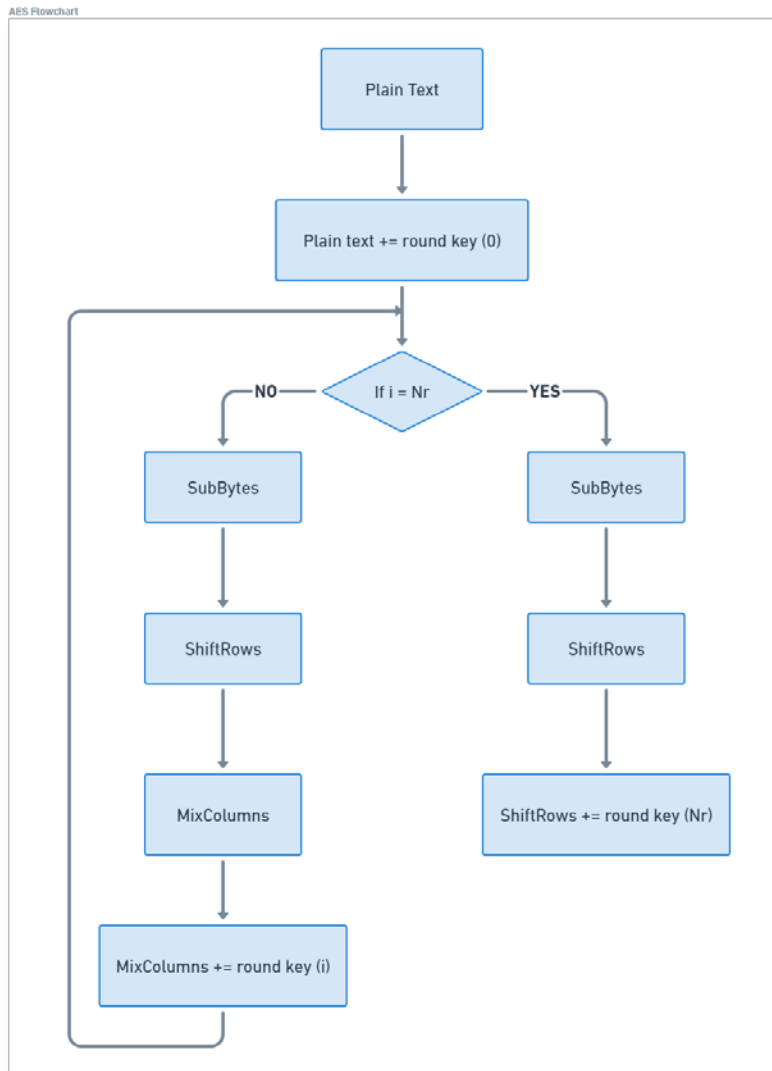 AES Flowchart
Plain Text
Plain text += round key (0)
If i = Nr
NO
YES
SubBytes
SubBytes
ShiftRows
ShiftRows
MixColumns
ShiftRows += round key (Nr)
MixColumns += round key (i)